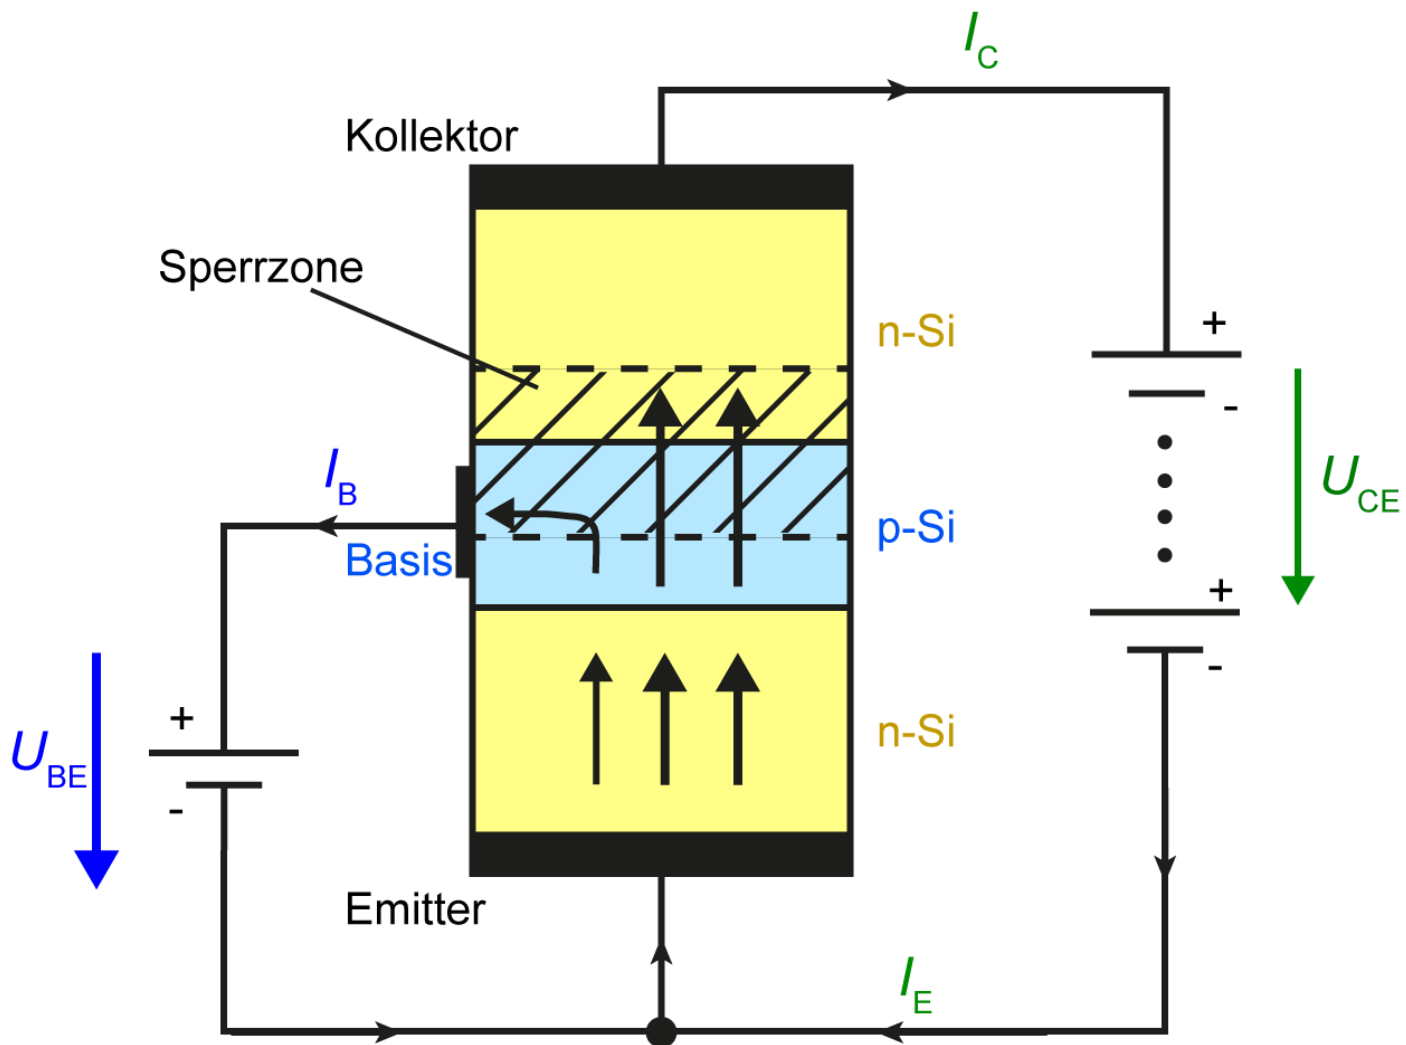 I_C
Kollektor
Sperrzone
n-Si
+
-
I_B
U_CE
p-Si
Basis
+
-
+
U_BE
n-Si
-
Emitter
I_E